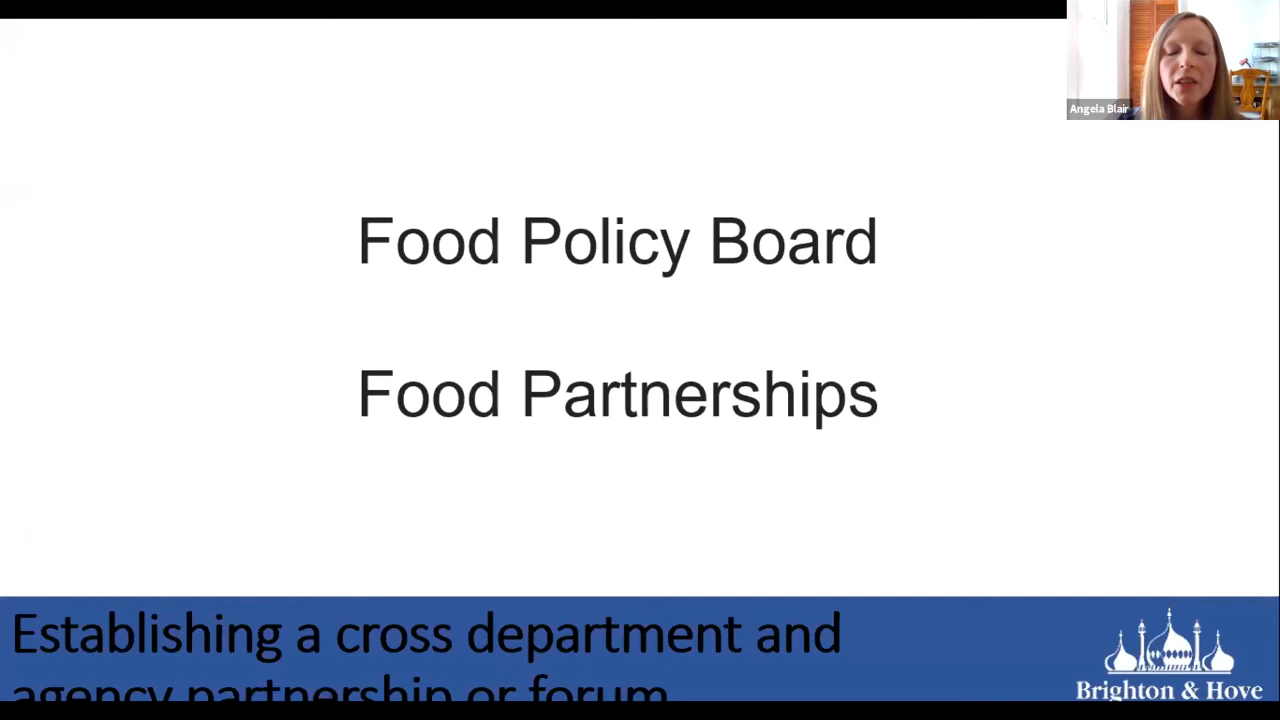 Angela Blair
Food Policy Board
Food Partnerships
Establishing a cross department and
agency partnership or forum
Brighton & Hove